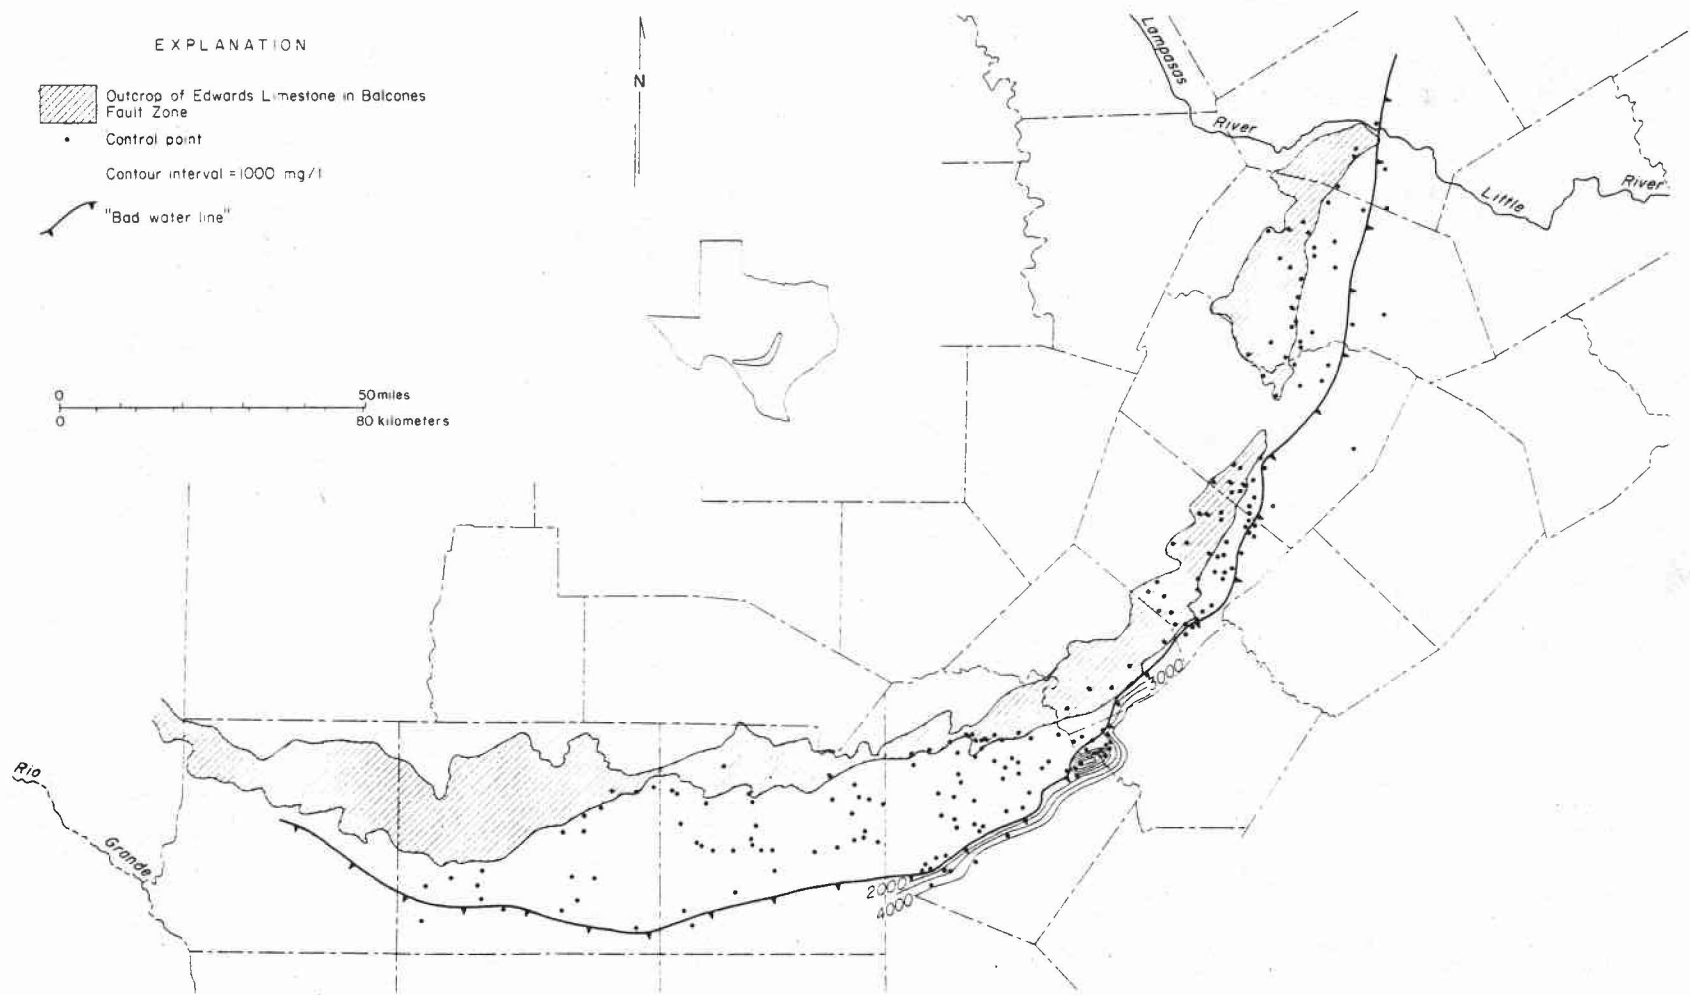 EXPLANATION
Outcrop of Edwards Limestone in Balcones
Fault Zone
Control point
Contour interval = 1000 mg/l
"Bad water line"
N
0 50 miles
0 80 kilometers
Lampasas
River
Little
River
3000
Rio
Grande
2000
4000